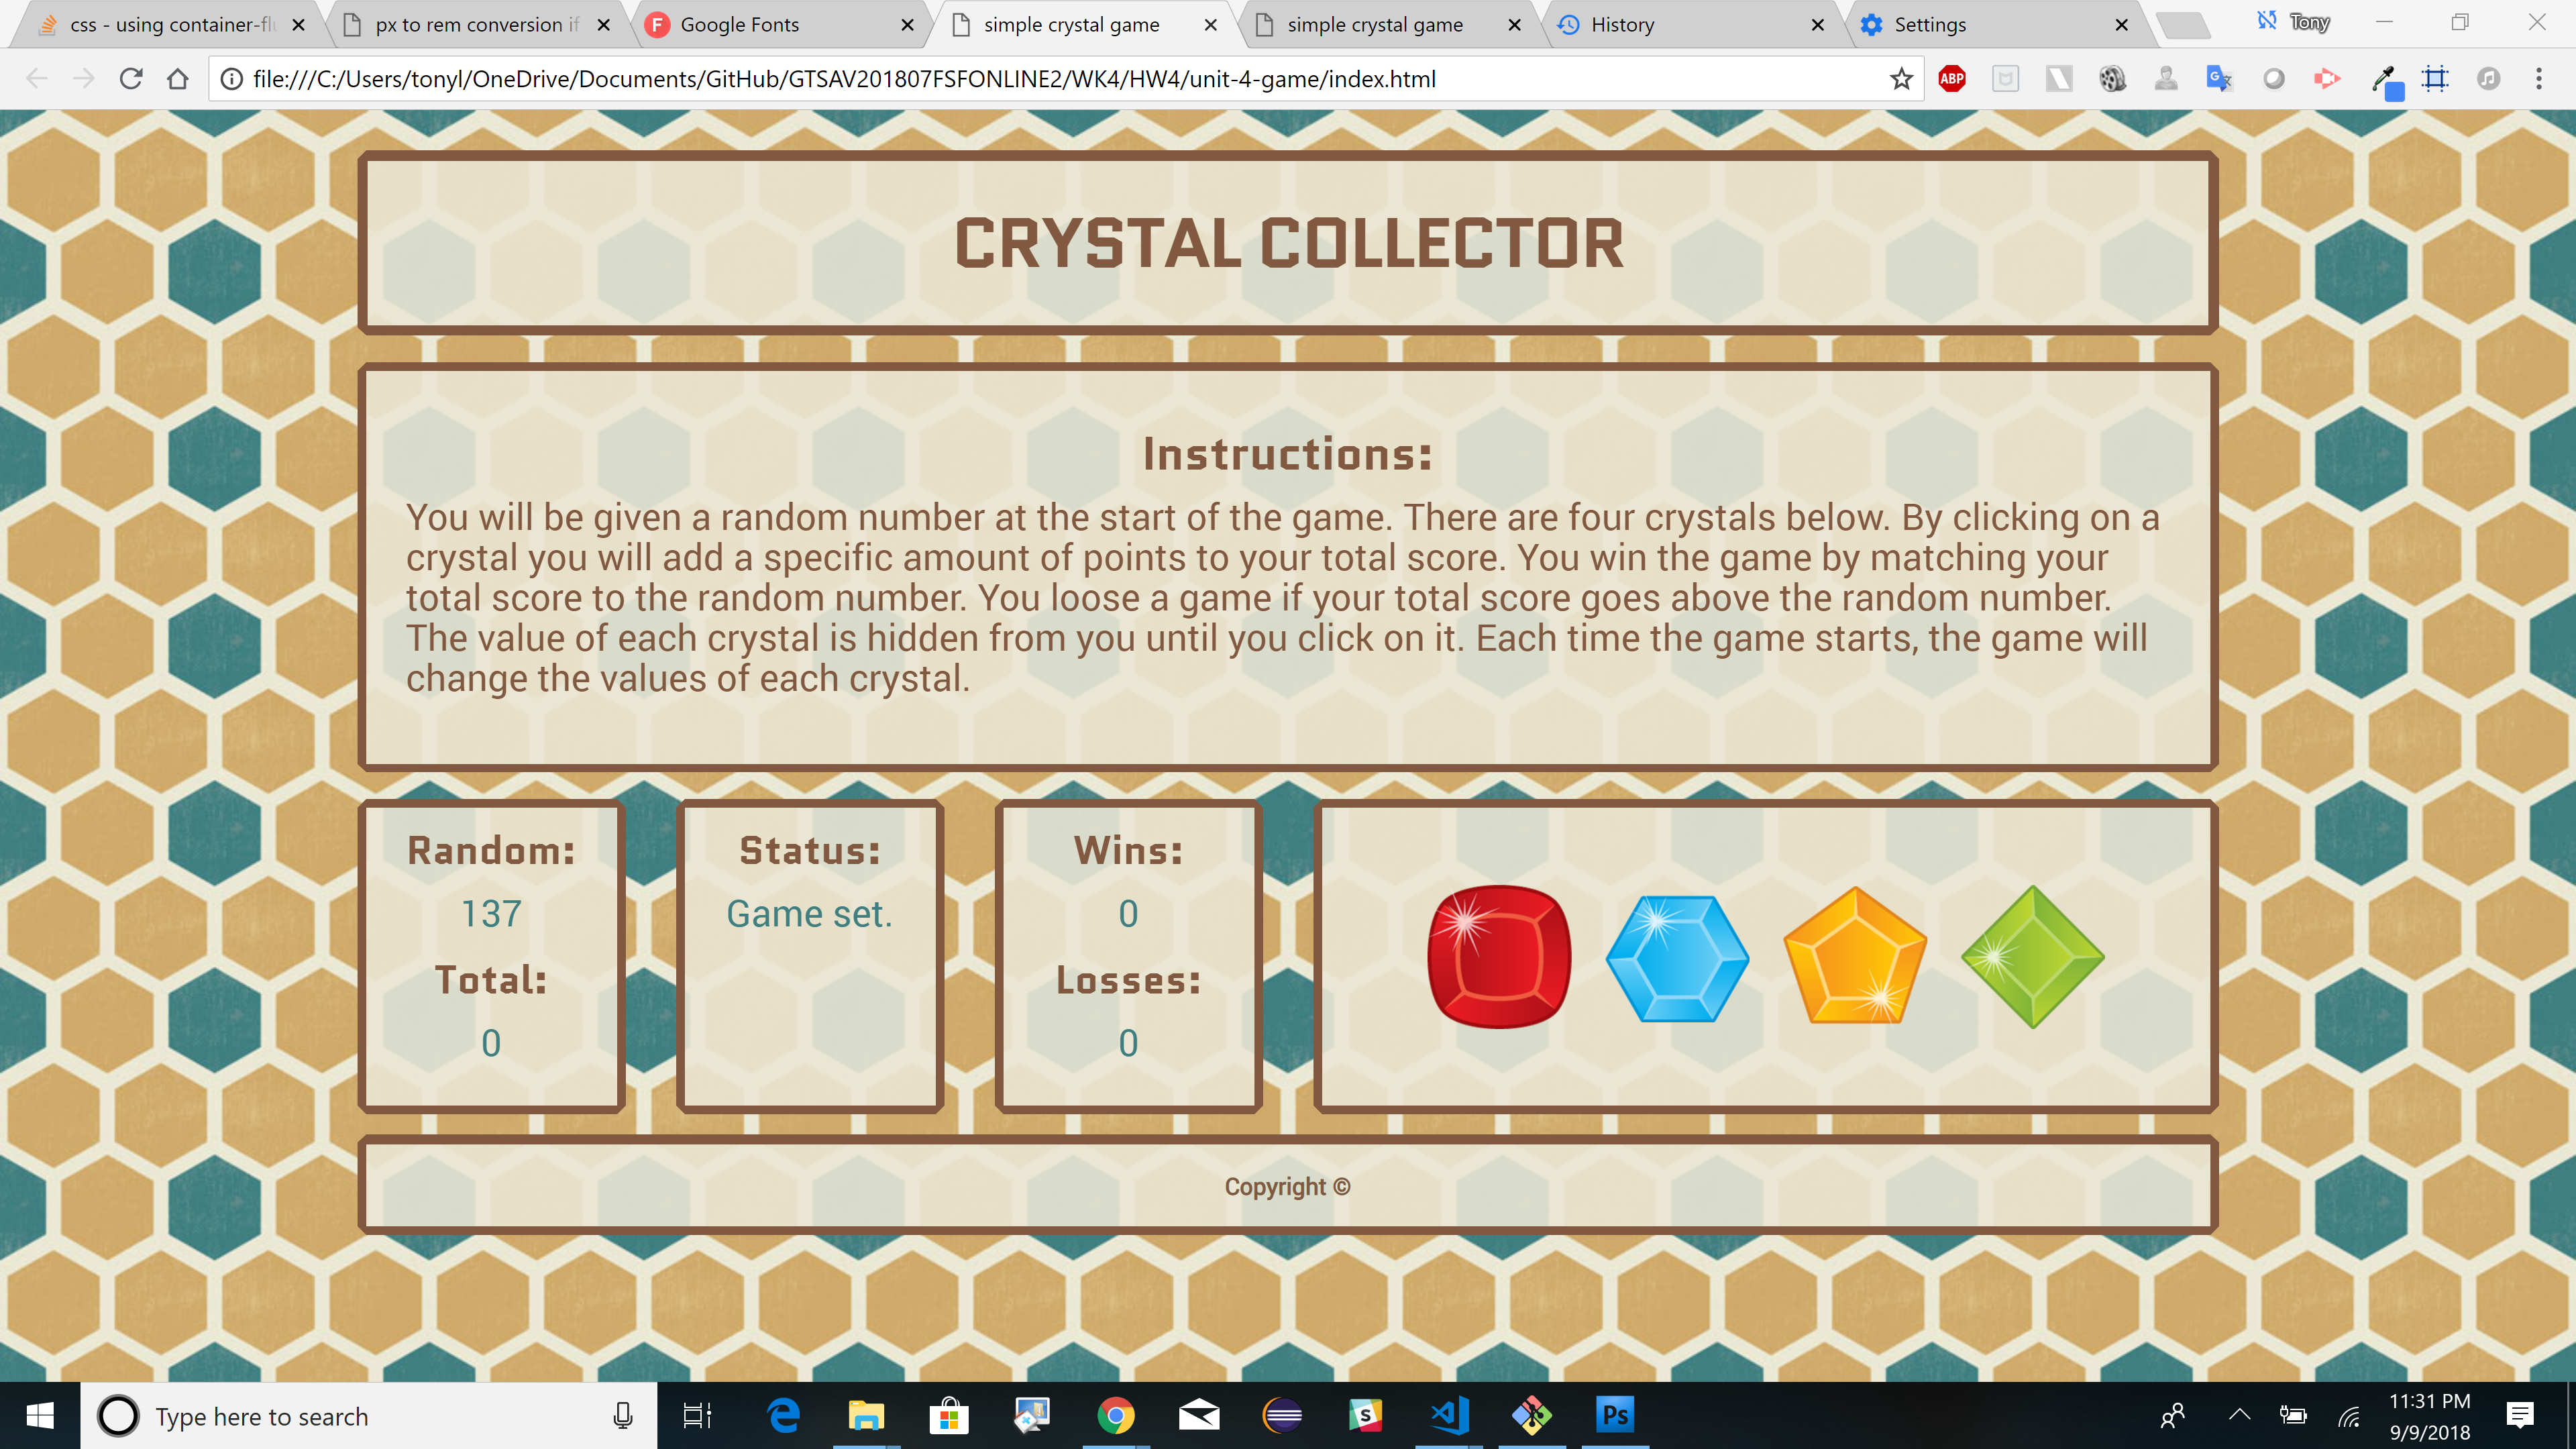 css - using container-fl
px to rem conversion if
Google Fonts
simple crystal game
simple crystal game
History
Settings
Tony
file:///C:/Users/tonyl/OneDrive/Documents/GitHub/GTSAV201807FSFONLINE2/WK4/HW4/unit-4-game/index.html
ABP
CRYSTAL COLLECTOR
Instructions:
You will be given a random number at the start of the game. There are four crystals below. By clicking on a
crystal you will add a specific amount of points to your total score. You win the game by matching your
total score to the random number. You loose a game if your total score goes above the random number.
The value of each crystal is hidden from you until you click on it. Each time the game starts, the game will
change the values of each crystal.
Random:
137
Total:
0
Status:
Game set.
Wins:
0
Losses:
0
Copyright ©
Type here to search
Ps
11:31 PM
9/9/2018